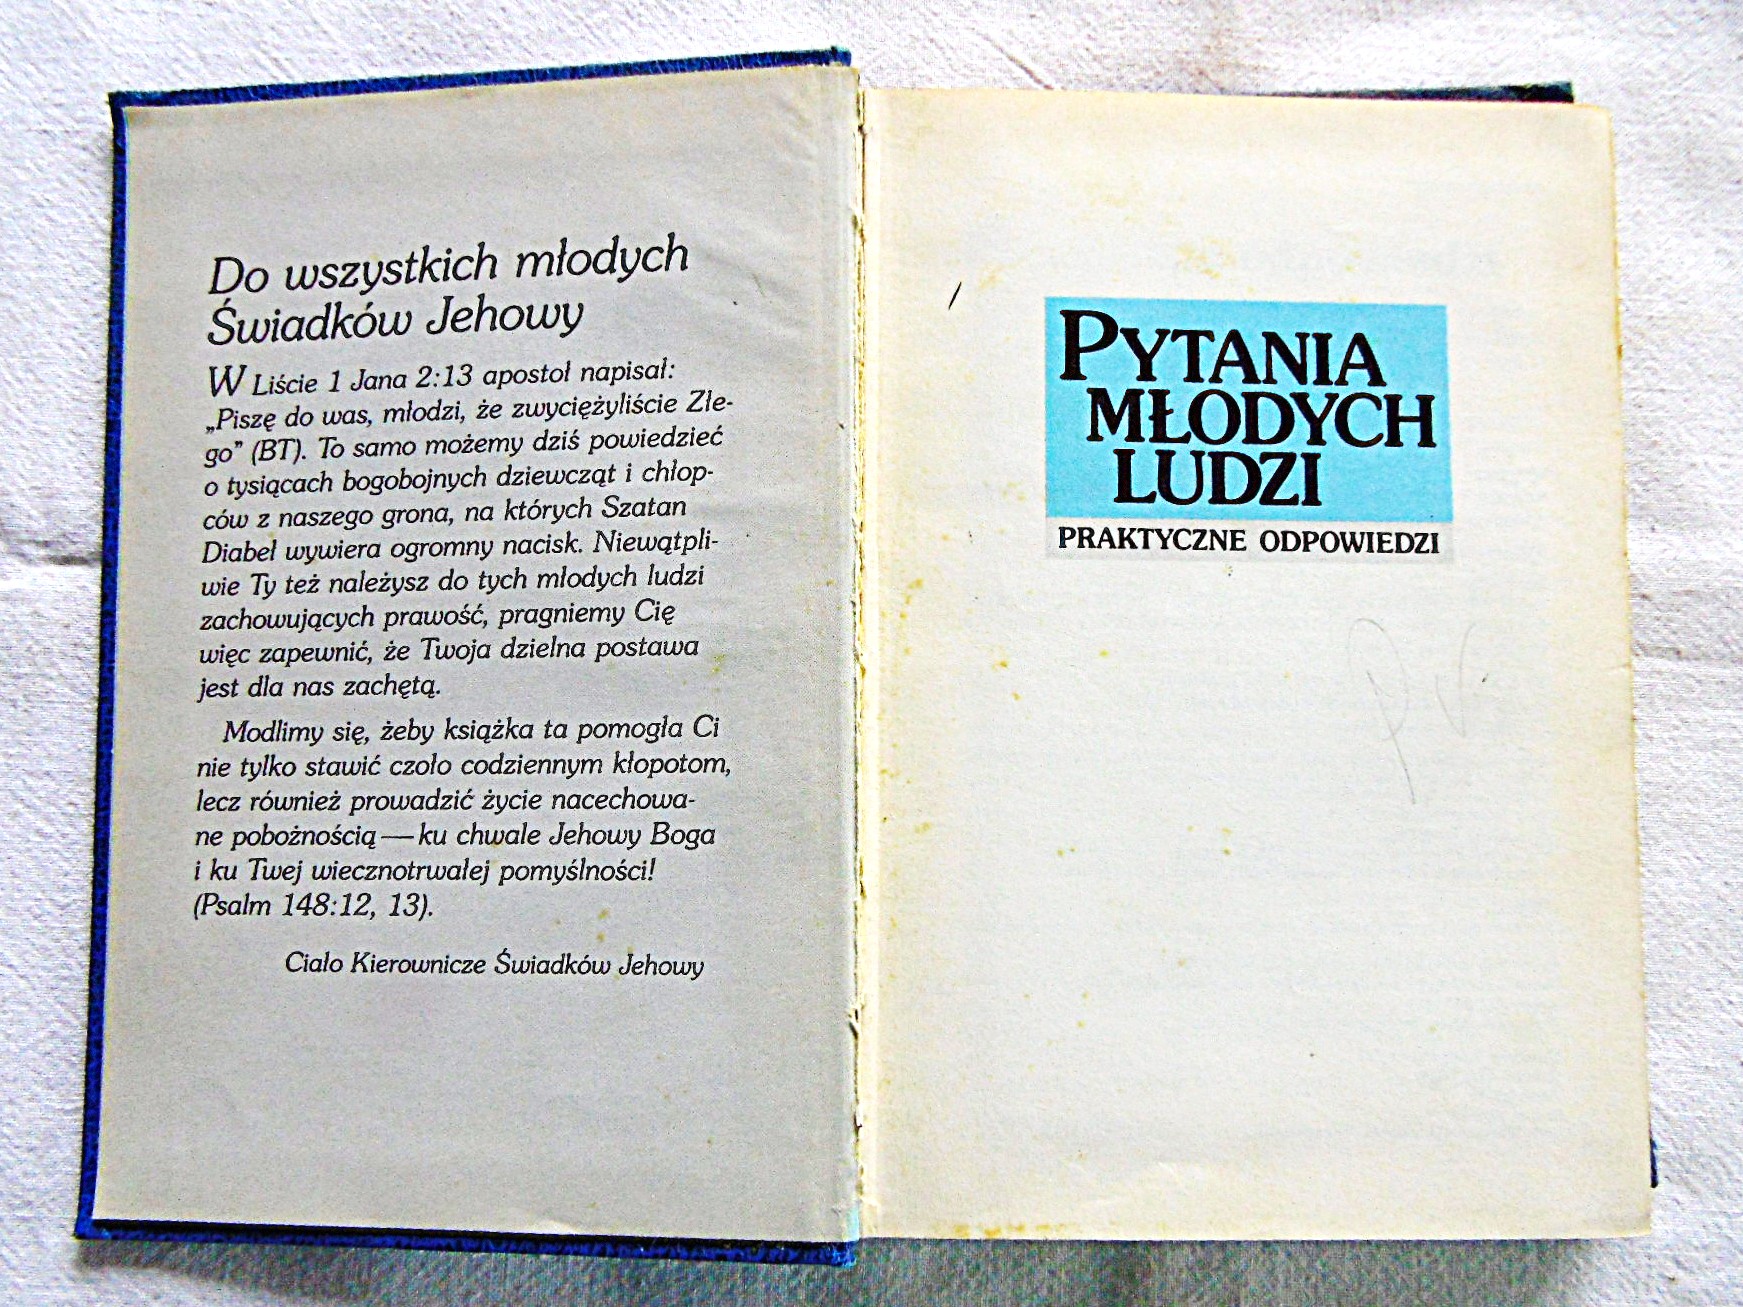 Do wszystkich młodych
Świadków Jehowy
W Liście 1 Jana 2:13 apostoł napisał:
„Piszę do was, młodzi, że zwyciężyliście Złe-
go” (BT). To samo możemy dziś powiedzieć
o tysiącach bogobojnych dziewcząt i chłop-
ców z naszego grona, na których Szatan
Diabeł wywiera ogromny nacisk. Niewątpli-
wie Ty też należysz do tych młodych ludzi
zachowujących prawość, pragniemy Cię
więc zapewnić, że Twoja dzielna postawa
jest dla nas zachętą.
Modlimy się, żeby książka ta pomogła Ci
nie tylko stawić czoło codziennym kłopotom,
lecz również prowadzić życie nacechowa-
ne pobożnością — ku chwale Jehowy Boga
i ku Twej wiecznotrwałej pomyślności!
(Psalm 148:12, 13).
Ciało Kierownicze Świadków Jehowy
PYTANIA
MŁODYCH
LUDZI
PRAKTYCZNE ODPOWIEDZI